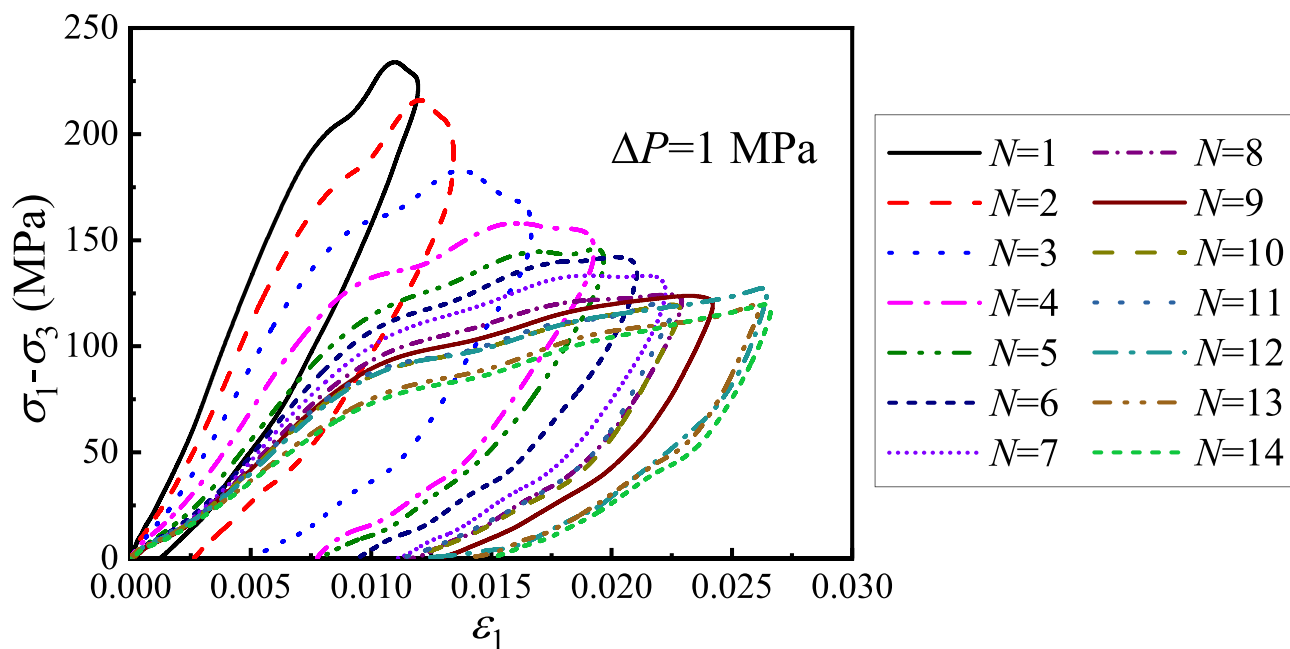 250
200
150
100
50
0
σ1-σ3 (MPa)
0.000 0.005 0.010 0.015 0.020 0.025 0.030
ε1
ΔP=1 MPa
N=1 N=8
N=2 N=9
N=3 N=10
N=4 N=11
N=5 N=12
N=6 N=13
N=7 N=14